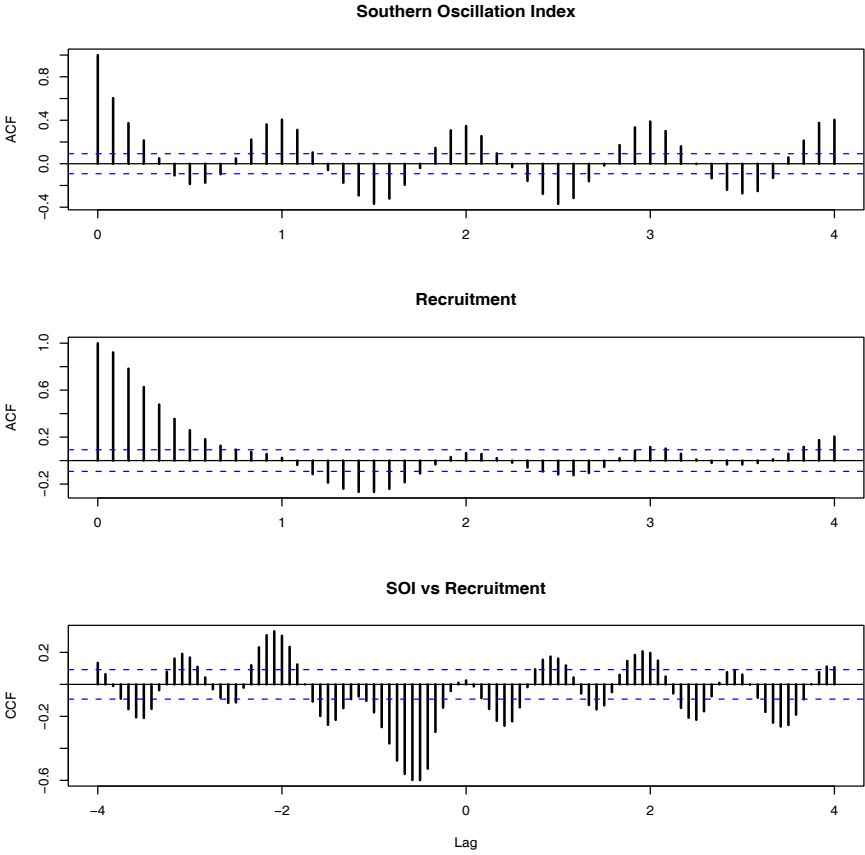 Southern Oscillation Index
ACF
0.8
0.4
0.0
−0.4
0 1 2 3 4
Recruitment
ACF
1.0
0.6
0.2
−0.2
0 1 2 3 4
SOI vs Recruitment
CCF
0.2
−0.2
−0.6
−4 −2 0 2 4
Lag